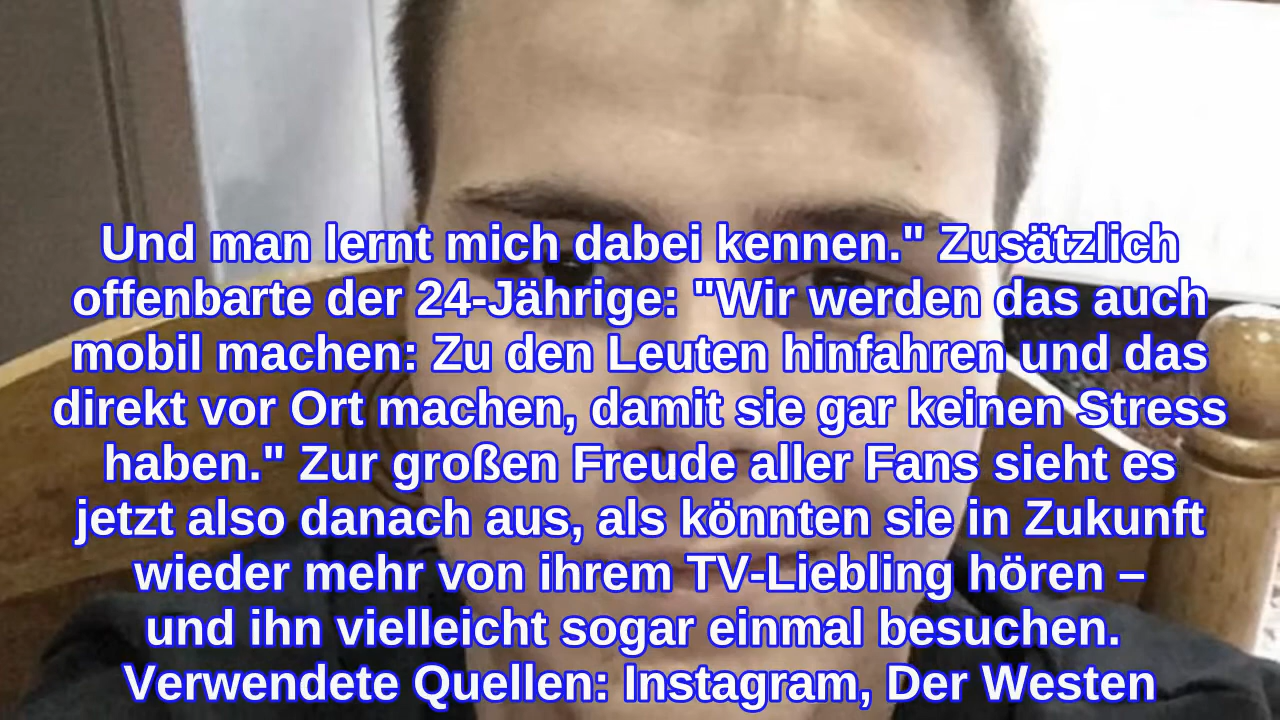 Und man lernt mich dabei kennen." Zusätzlich
offenbarte der 24-Jährige: "Wir werden das auch
mobil machen: Zu den Leuten hinfahren und das
direkt vor Ort machen, damit sie gar keinen Stress
haben." Zur großen Freude aller Fans sieht es
jetzt also danach aus, als könnten sie in Zukunft
wieder mehr von ihrem TV-Liebling hören –
und ihn vielleicht sogar einmal besuchen.
Verwendete Quellen: Instagram, Der Westen